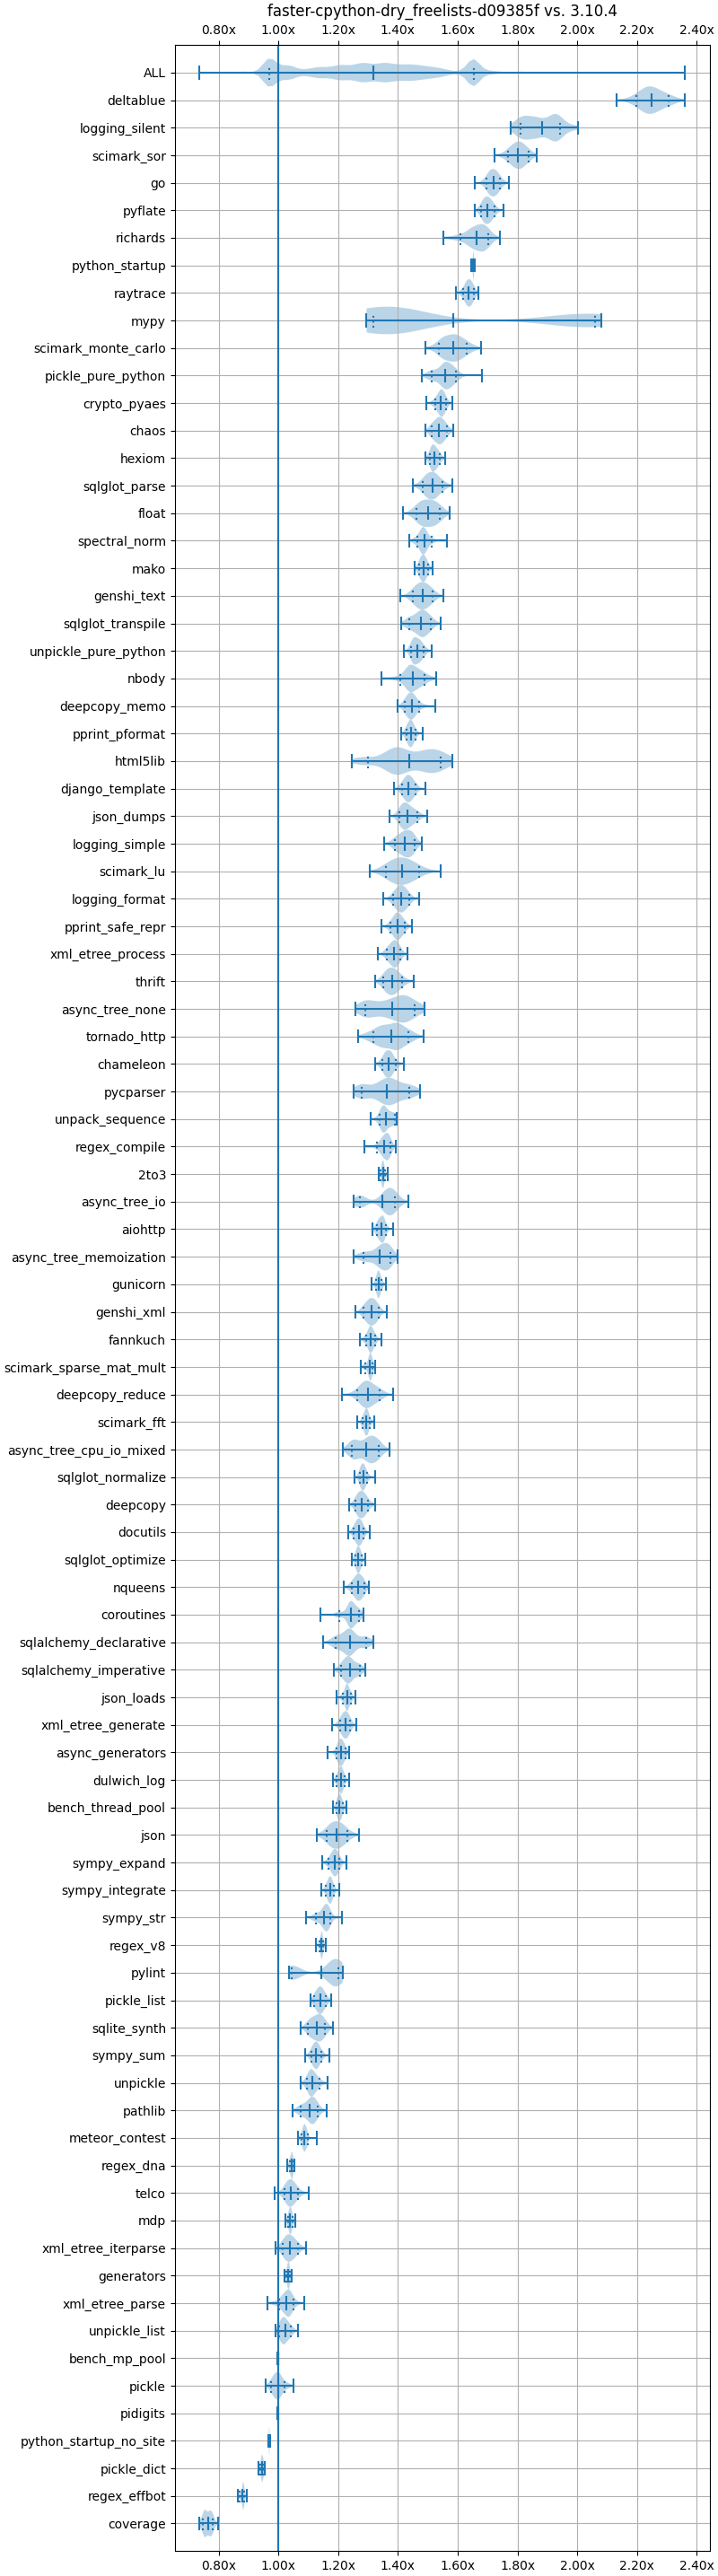 faster-cpython-dry_freelists-d09385f vs. 3.10.4
0.80x 1.00x 1.20x 1.40x 1.60x 1.80x 2.00x 2.20x 2.40x
ALL
deltablue
logging_silent
scimark_sor
go
pyflate
richards
python_startup
raytrace
mypy
scimark_monte_carlo
pickle_pure_python
crypto_pyaes
chaos
hexiom
sqlglot_parse
float
spectral_norm
mako
genshi_text
sqlglot_transpile
unpickle_pure_python
nbody
deepcopy_memo
pprint_pformat
html5lib
django_template
json_dumps
logging_simple
scimark_lu
logging_format
pprint_safe_repr
xml_etree_process
thrift
async_tree_none
tornado_http
chameleon
pycparser
unpack_sequence
regex_compile
2to3
async_tree_io
aiohttp
async_tree_memoization
gunicorn
genshi_xml
fannkuch
scimark_sparse_mat_mult
deepcopy_reduce
scimark_fft
async_tree_cpu_io_mixed
sqlglot_normalize
deepcopy
docutils
sqlglot_optimize
nqueens
coroutines
sqlalchemy_declarative
sqlalchemy_imperative
json_loads
xml_etree_generate
async_generators
dulwich_log
bench_thread_pool
json
sympy_expand
sympy_integrate
sympy_str
regex_v8
pylint
pickle_list
sqlite_synth
sympy_sum
unpickle
pathlib
meteor_contest
regex_dna
telco
mdp
xml_etree_iterparse
generators
xml_etree_parse
unpickle_list
bench_mp_pool
pickle
pidigits
python_startup_no_site
pickle_dict
regex_effbot
coverage
0.80x 1.00x 1.20x 1.40x 1.60x 1.80x 2.00x 2.20x 2.40x